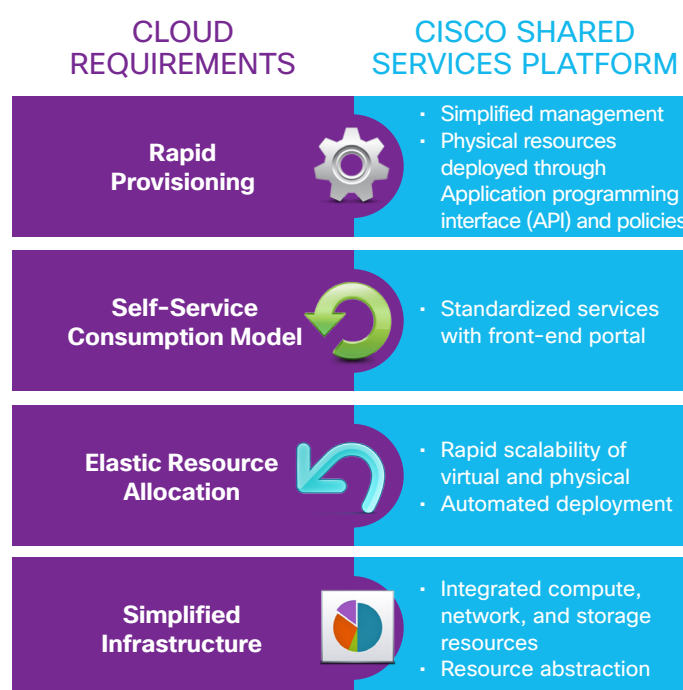 CLOUD
REQUIREMENTS
CISCO SHARED
SERVICES PLATFORM
Rapid
Provisioning
· Simplified management
· Physical resources
deployed through
Application programming
interface (API) and policies
Self-Service
Consumption Model
· Standardized services
with front-end portal
Elastic Resource
Allocation
· Rapid scalability of
virtual and physical
· Automated deployment
Simplified
Infrastructure
· Integrated compute,
network, and storage
resources
· Resource abstraction